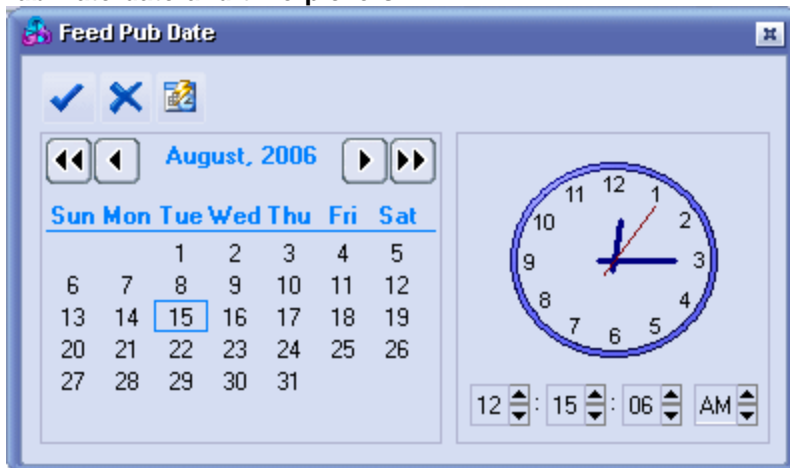 Feed Pub Date
August, 2006
Sun Mon Tue Wed Thu Fri Sat
1 2 3 4 5
6 7 8 9 10 11 12
13 14 15 16 17 18 19
20 21 22 23 24 25 26
27 28 29 30 31
12 1 2 3 4 5 6 7 8 9 10 11
12 : 15 : 06 AM